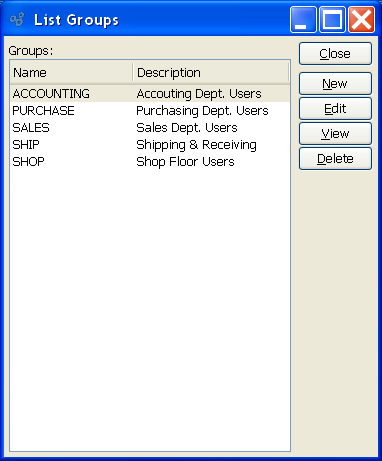 List Groups
Groups:
Close
Name Description
New
ACCOUNTING Accouting Dept. Users
PURCHASE Purchasing Dept. Users
Edit
SALES Sales Dept. Users
View
SHIP Shipping & Receiving
SHOP Shop Floor Users
Delete